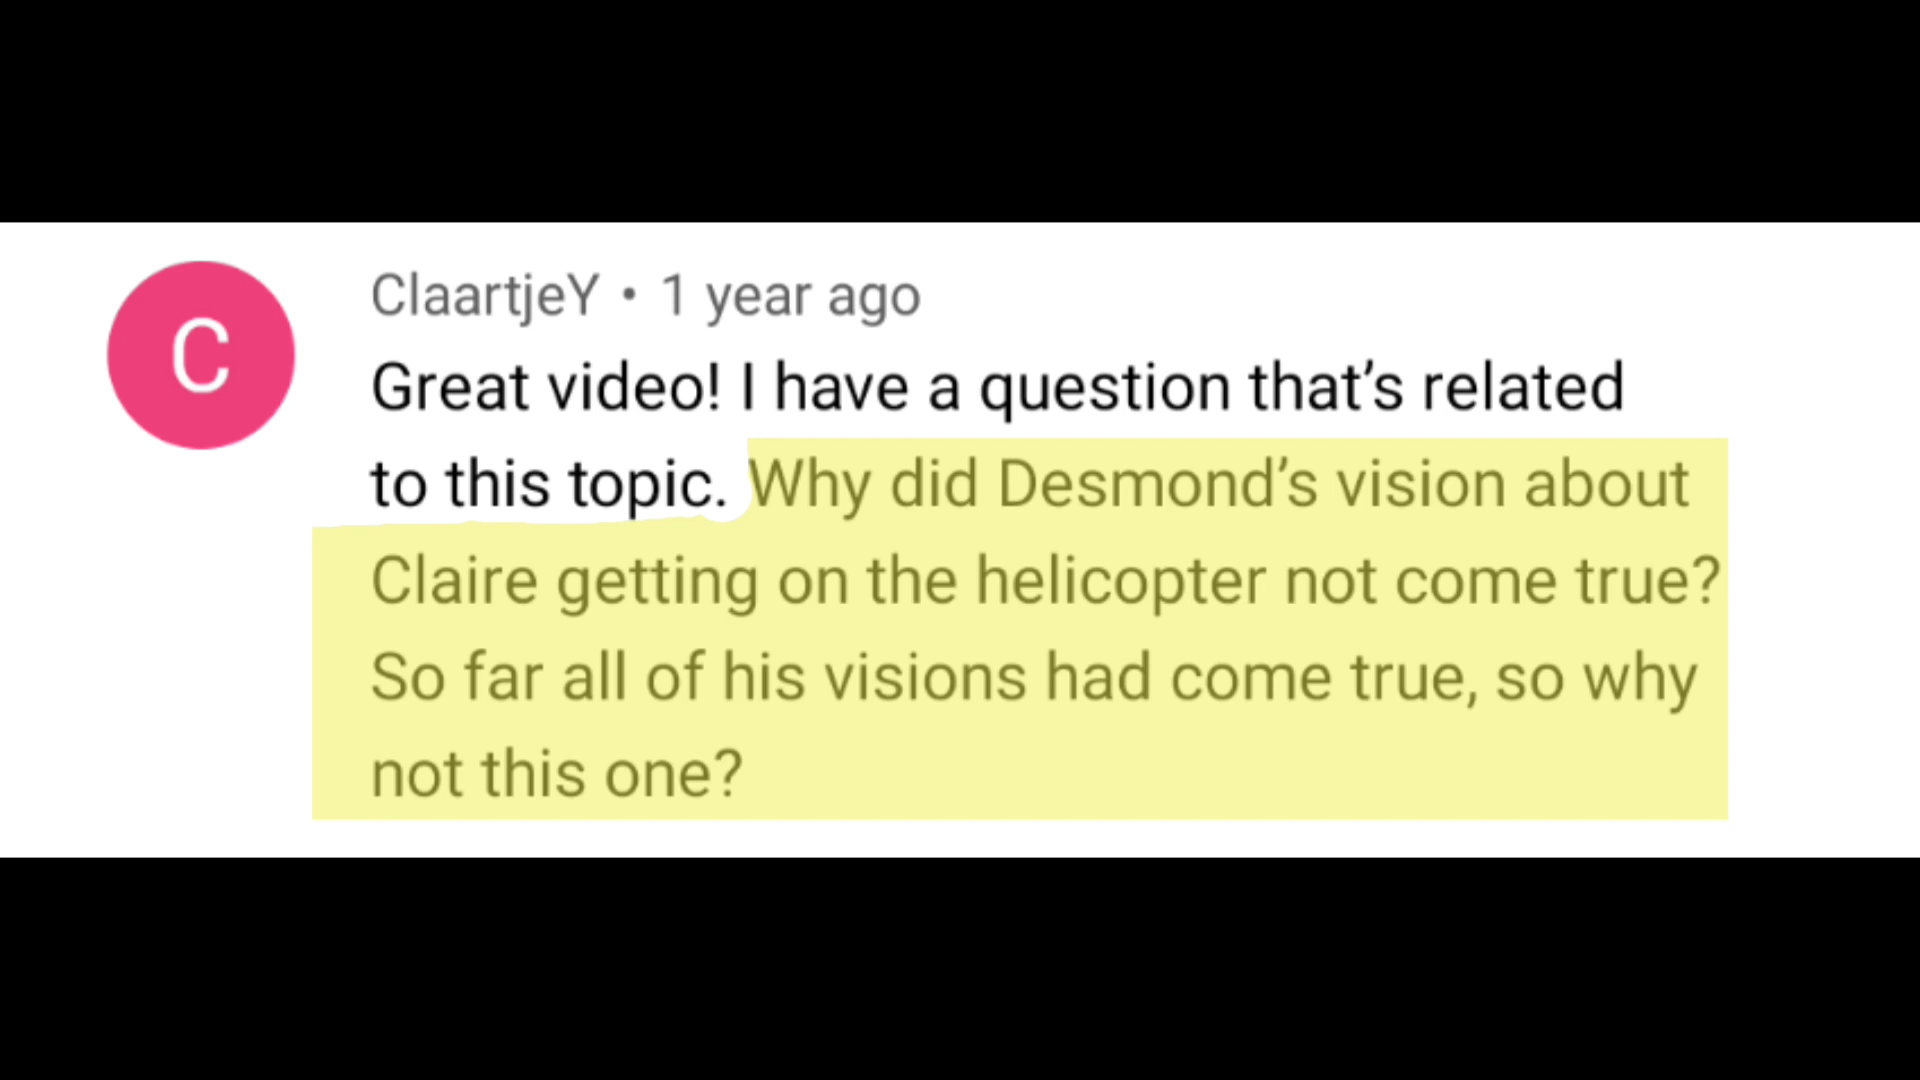 C
ClaartjeY • 1 year ago
Great video! I have a question that’s related
to this topic. Why did Desmond’s vision about
Claire getting on the helicopter not come true?
So far all of his visions had come true, so why
not this one?